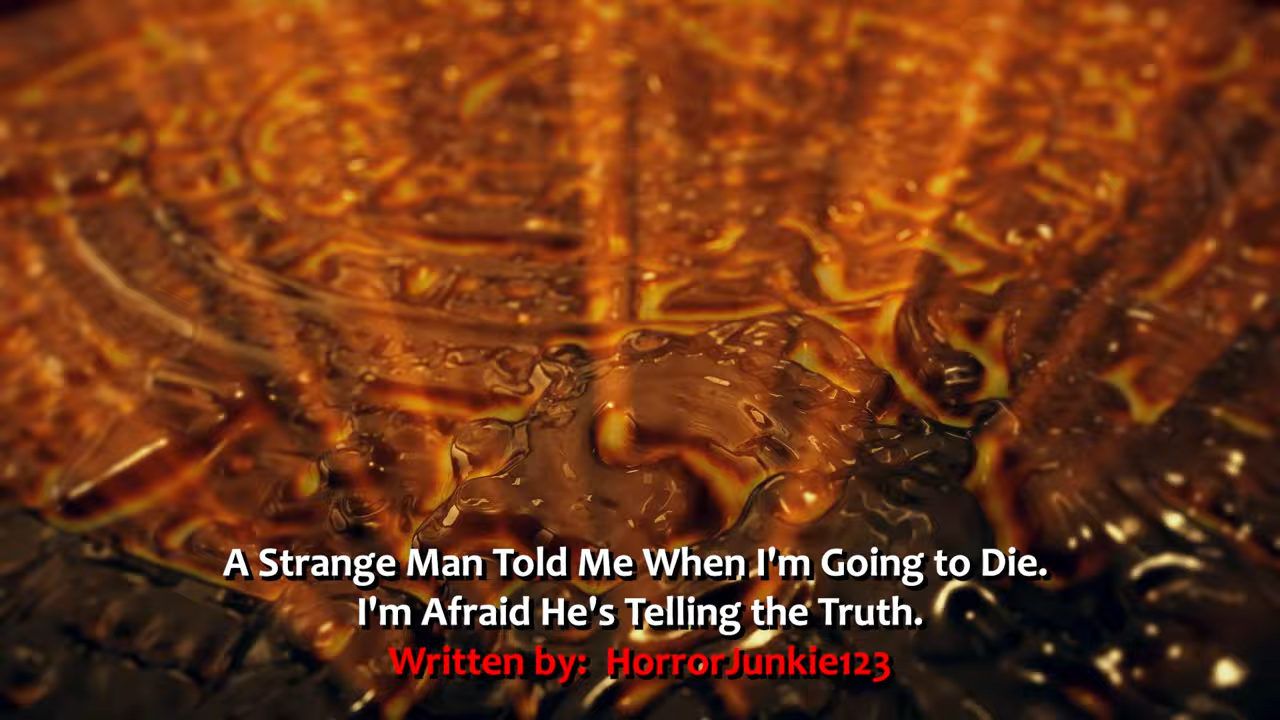 A Strange Man Told Me When I'm Going to Die.
I'm Afraid He's Telling the Truth.
Written by: HorrorJunkie123